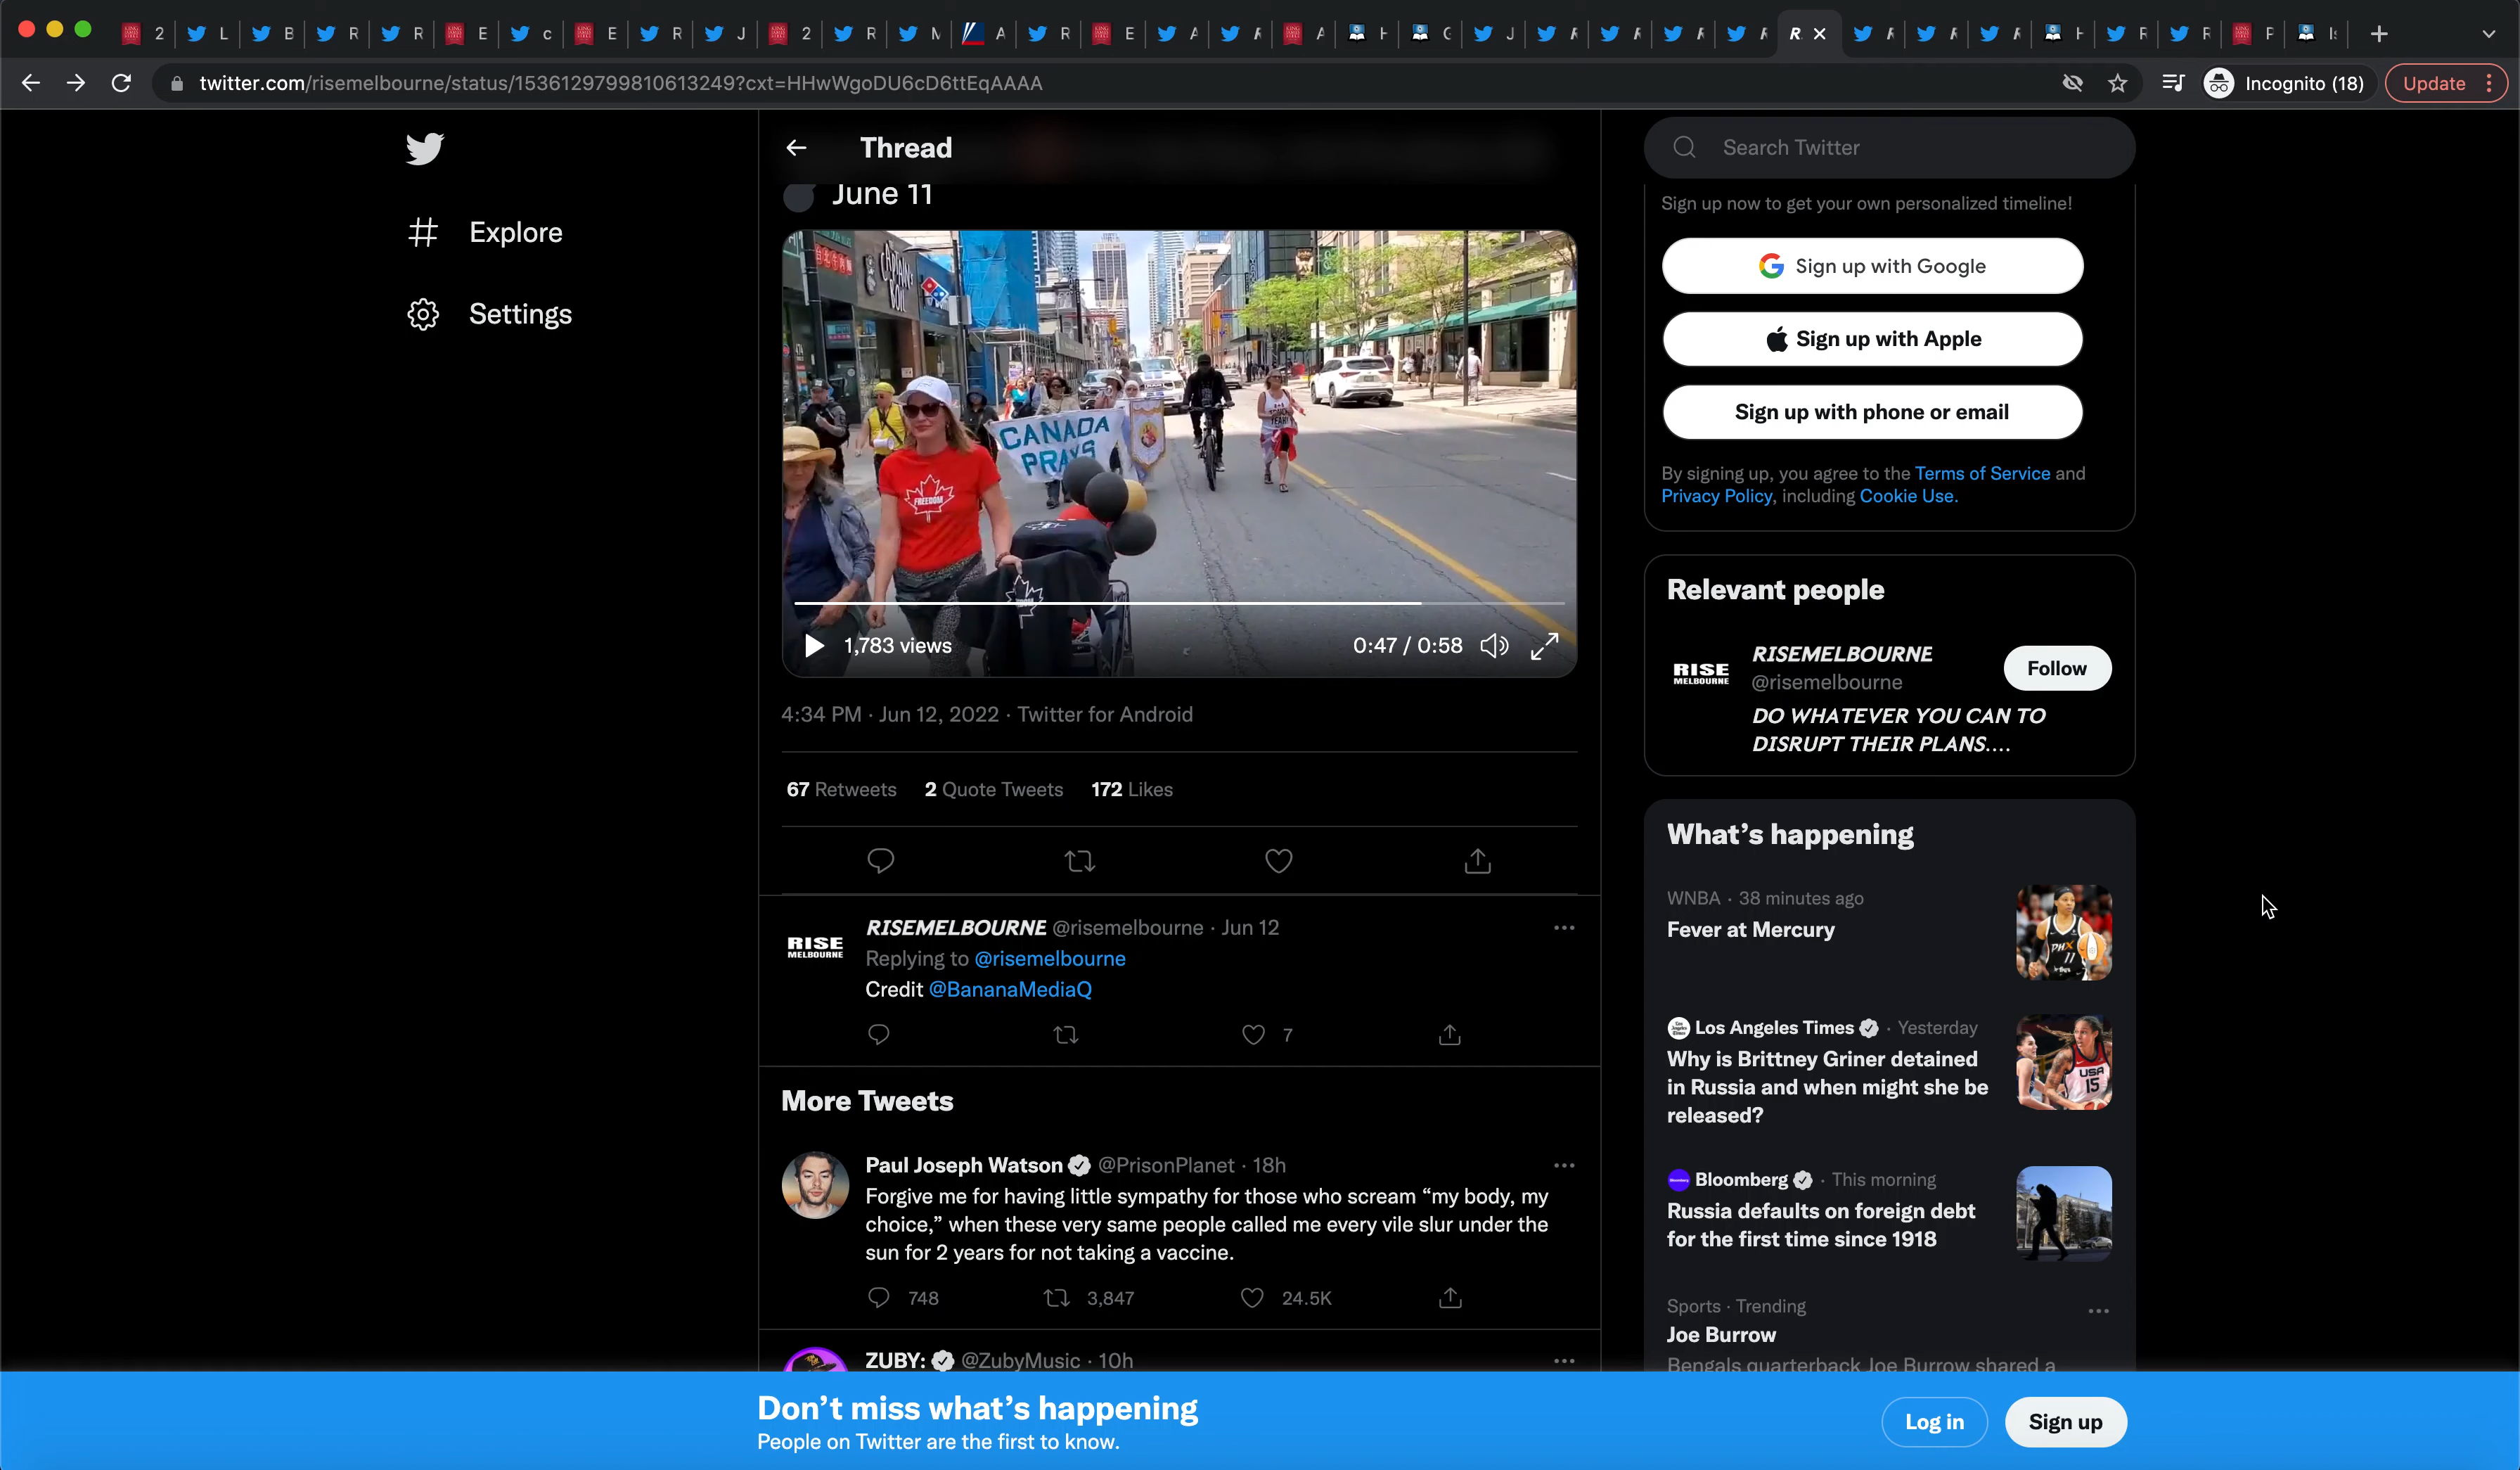 2 L B R R E c E R J 2 R M A R E A R A H C J R R R R R R R R H R R P Is
twitter.com/risemelbourne/status/1536129799810613249?cxt=HHwWgoDU6cD6ttEqAAAA
Incognito (18)
Update
Thread
June 11
Explore
Settings
CANADA
PRAYS
FREEDOM
1,783 views
0:47 / 0:58
4:34 PM · Jun 12, 2022 · Twitter for Android
67 Retweets 2 Quote Tweets 172 Likes
RISE
MELBOURNE
RISEMELBOURNE @risemelbourne · Jun 12
Replying to @risemelbourne
Credit @BananaMediaQ
7
More Tweets
Paul Joseph Watson @PrisonPlanet · 18h
Forgive me for having little sympathy for those who scream “my body, my
choice,” when these very same people called me every vile slur under the
sun for 2 years for not taking a vaccine.
748 3,847 24.5K
ZUBY: @ZubyMusic · 10h
Search Twitter
Sign up now to get your own personalized timeline!
Sign up with Google
Sign up with Apple
Sign up with phone or email
By signing up, you agree to the Terms of Service and
Privacy Policy, including Cookie Use.
Relevant people
RISE
MELBOURNE
RISEMELBOURNE
@risemelbourne
Follow
DO WHATEVER YOU CAN TO
DISRUPT THEIR PLANS....
What’s happening
WNBA · 38 minutes ago
Fever at Mercury
Los Angeles Times · Yesterday
Why is Brittney Griner detained
in Russia and when might she be
released?
USA
15
Bloomberg · This morning
Russia defaults on foreign debt
for the first time since 1918
Sports · Trending
Joe Burrow
Bengals quarterback Joe Burrow shared a
Don’t miss what’s happening
People on Twitter are the first to know.
Log in
Sign up